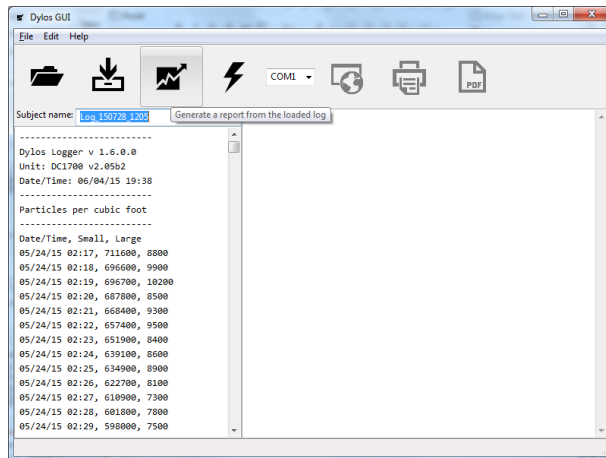 Dylos GUI
File Edit Help
COM1
PDF
Subject name: Log_150728_1205
Generate a report from the loaded log
------------------------
Dylos Logger v 1.6.0.0
Unit: DC1700 v2.05b2
Date/Time: 06/04/15 19:38
------------------------
Particles per cubic foot
------------------------
Date/Time, Small, Large
05/24/15 02:17, 711600, 8800
05/24/15 02:18, 696600, 9900
05/24/15 02:19, 696700, 10200
05/24/15 02:20, 687800, 8500
05/24/15 02:21, 668400, 9300
05/24/15 02:22, 657400, 9500
05/24/15 02:23, 651900, 8400
05/24/15 02:24, 639100, 8600
05/24/15 02:25, 634900, 8900
05/24/15 02:26, 622700, 8100
05/24/15 02:27, 610900, 7300
05/24/15 02:28, 601800, 7800
05/24/15 02:29, 598000, 7500